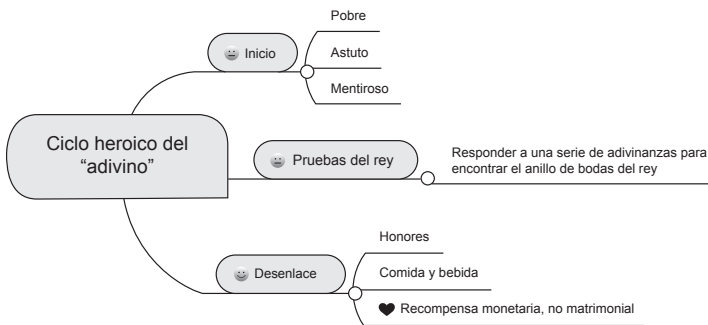 Ciclo heroico del
“adivino”
Inicio
Pobre
Astuto
Mentiroso
Pruebas del rey
Responder a una serie de adivinanzas para
encontrar el anillo de bodas del rey
Desenlace
Honores
Comida y bebida
Recompensa monetaria, no matrimonial